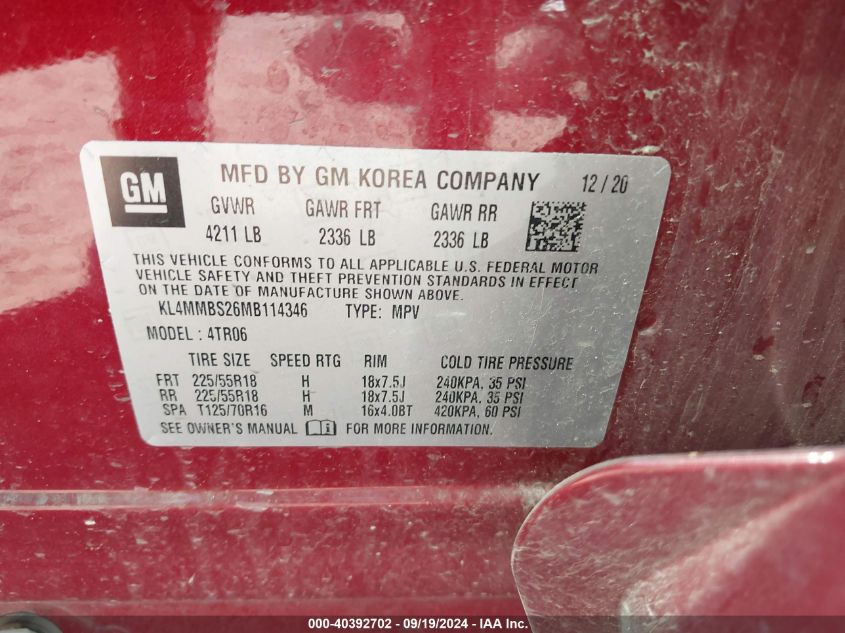 GM
MFD BY GM KOREA COMPANY 12/20
GVWR GAWR FRT GAWR RR
4211 LB 2336 LB 2336 LB
THIS VEHICLE CONFORMS TO ALL APPLICABLE U.S. FEDERAL MOTOR
VEHICLE SAFETY AND THEFT PREVENTION STANDARDS IN EFFECT
ON THE DATE OF MANUFACTURE SHOWN ABOVE.
KL4MMBS26MB114346 TYPE: MPV
MODEL: 4TR06
TIRE SIZE SPEED RTG RIM COLD TIRE PRESSURE
FRT 225/55R18 H 18x7.5J 240KPA, 35 PSI
RR 225/55R18 H 18x7.5J 240KPA, 35 PSI
SPA T125/70R16 M 16x4.0BT 420KPA, 60 PSI
SEE OWNER'S MANUAL FOR MORE INFORMATION.
000-40392702 - 09/19/2024 - IAA Inc.